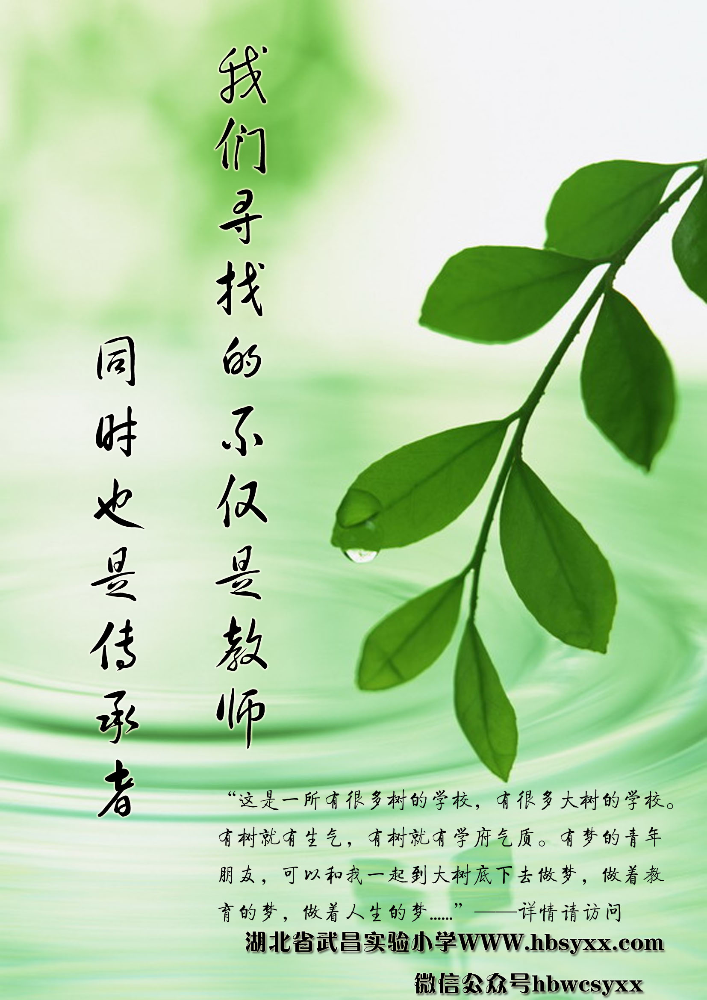 我们寻找的不仅是教师
同时也是传承者
“这是一所有很多树的学校，有很多大树的学校。
有树就有生气，有树就有学府气质。有梦的青年
朋友，可以和我一起到大树底下去做梦，做着教
育的梦，做着人生的梦……”——详情请访问
湖北省武昌实验小学WWW.hbsyxx.com
微信公众号hbwcsyxx